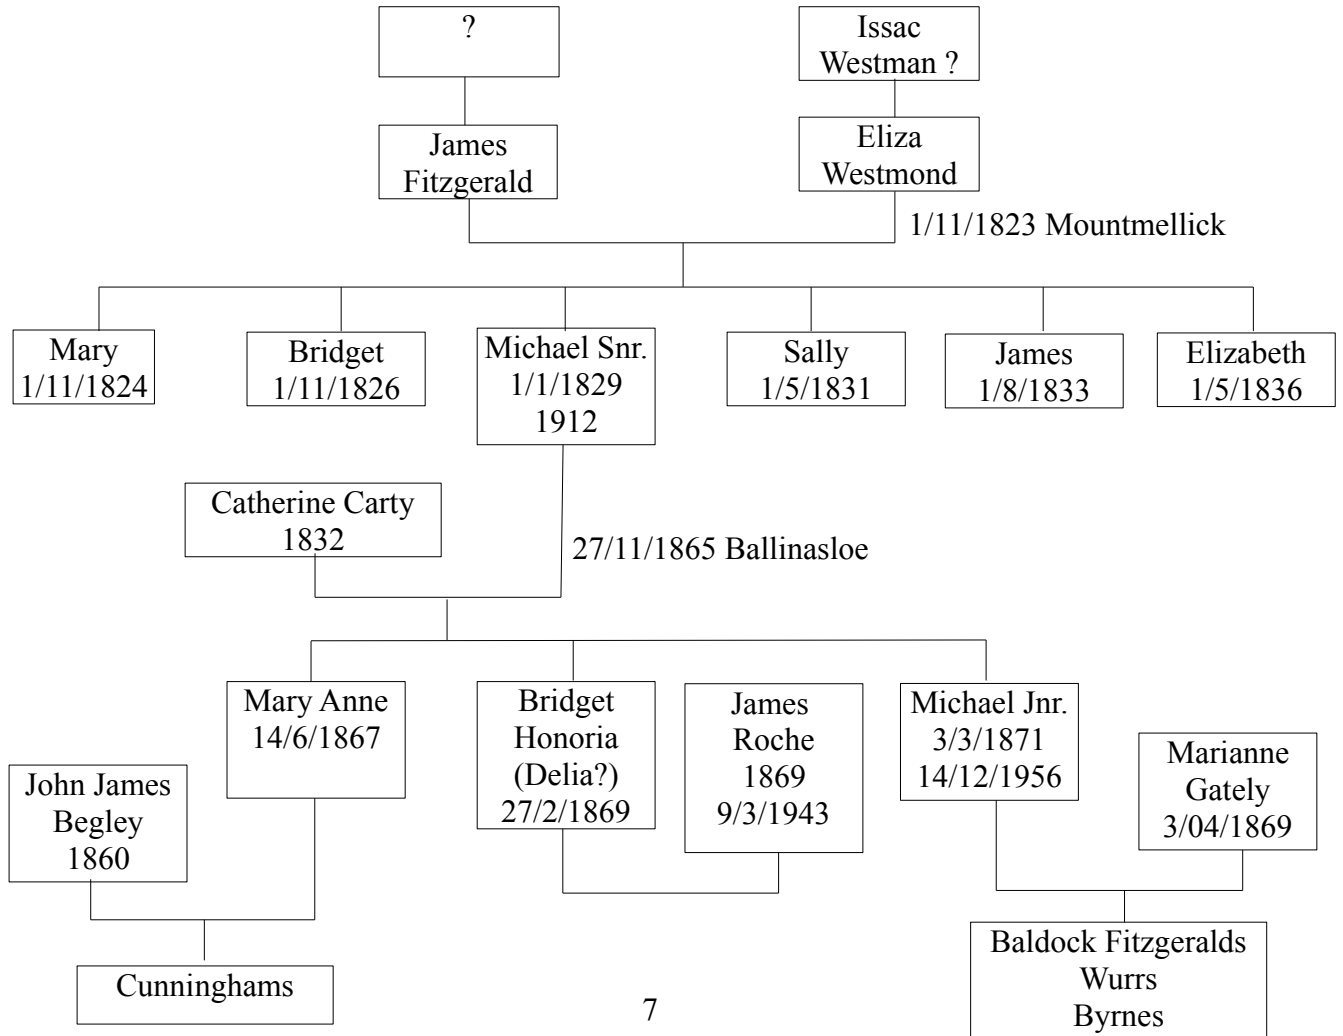 ?
Issac
Westman ?
James
Fitzgerald
Eliza
Westmond
1/11/1823 Mountmellick
Mary
1/11/1824
Bridget
1/11/1826
Michael Snr.
1/1/1829
1912
Sally
1/5/1831
James
1/8/1833
Elizabeth
1/5/1836
Catherine Carty
1832
27/11/1865 Ballinasloe
Mary Anne
14/6/1867
Bridget
Honoria
(Delia?)
27/2/1869
James
Roche
1869
9/3/1943
Michael Jnr.
3/3/1871
14/12/1956
Marianne
Gately
3/04/1869
John James
Begley
1860
Cunninghams
Baldock Fitzgeralds
Wurrs
Byrnes
7